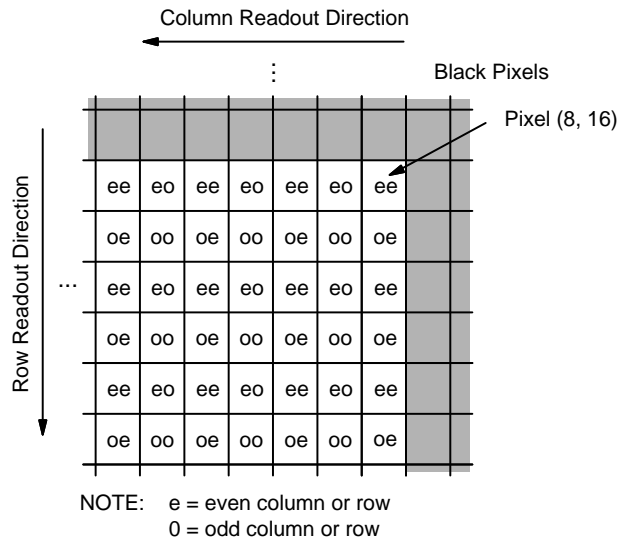 Column Readout Direction
⋮
Black Pixels
Pixel (8, 16)
Row Readout Direction
...
ee eo ee eo ee eo ee
oe oo oe oo oe oo oe
ee eo ee eo ee eo ee
oe oo oe oo oe oo oe
ee eo ee eo ee eo ee
oe oo oe oo oe oo oe
NOTE: e = even column or row
0 = odd column or row